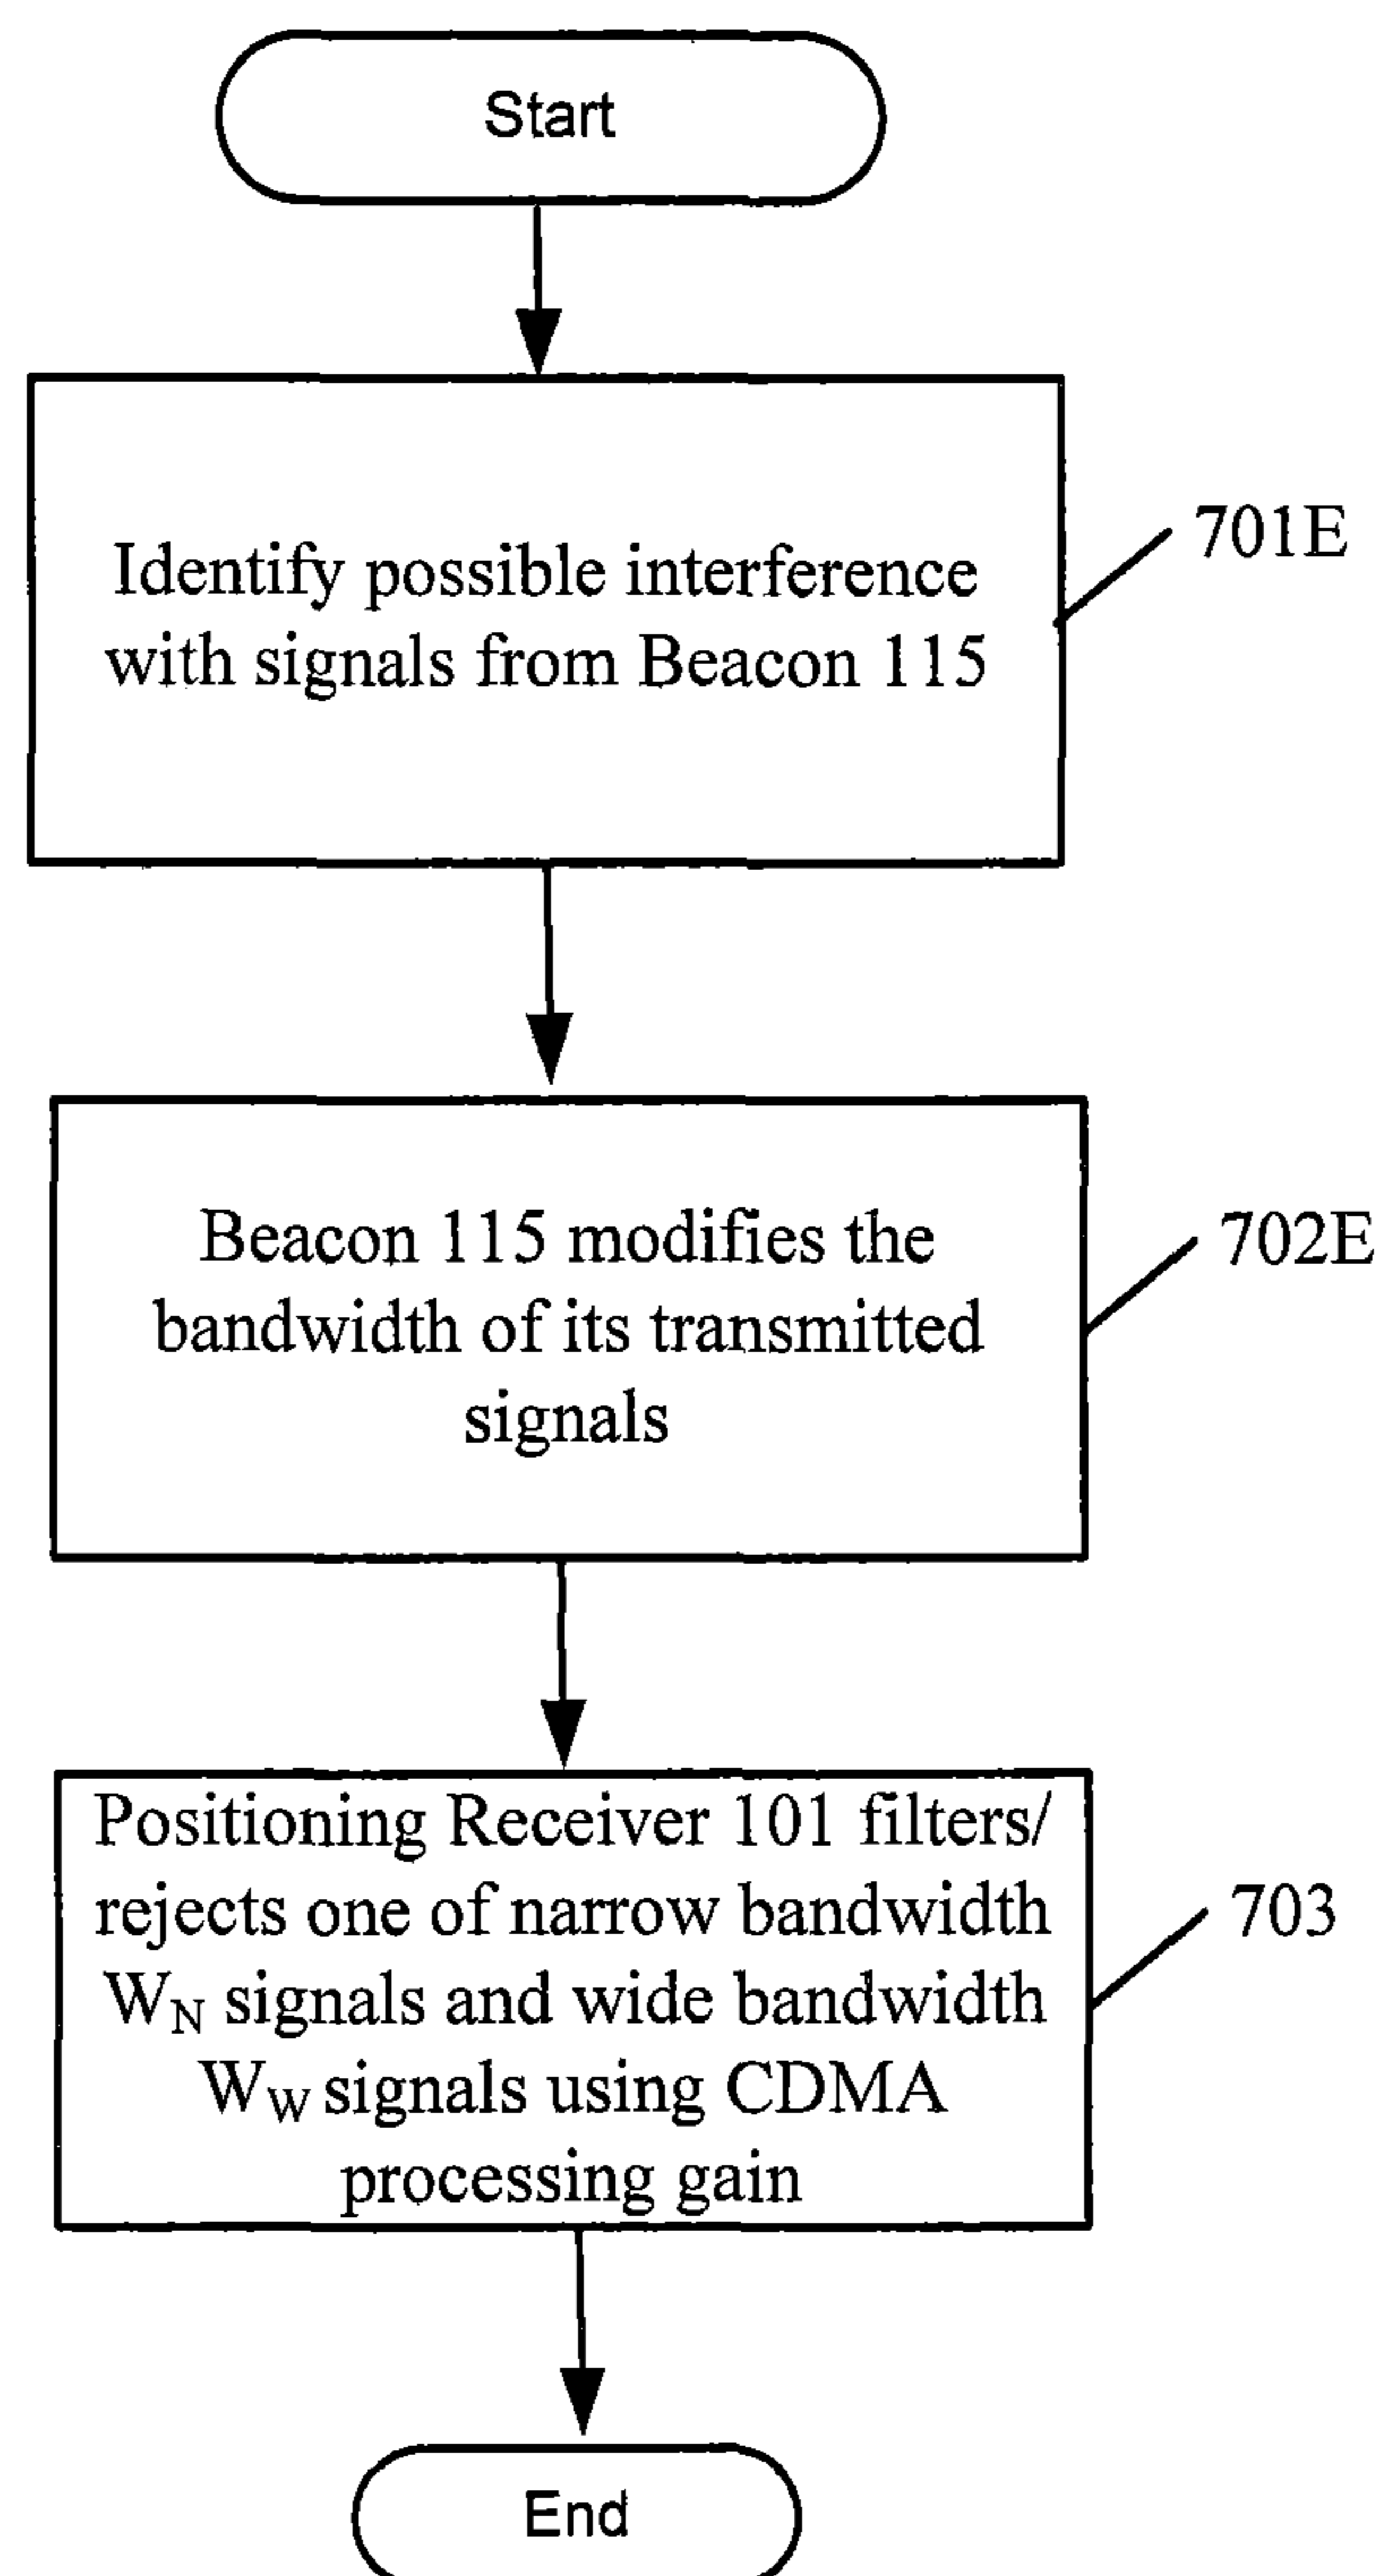 Start
Identify possible interference
with signals from Beacon 115
701E
Beacon 115 modifies the
bandwidth of its transmitted
signals
702E
Positioning Receiver 101 filters/
rejects one of narrow bandwidth
W_N signals and wide bandwidth
W_W signals using CDMA
processing gain
703
End